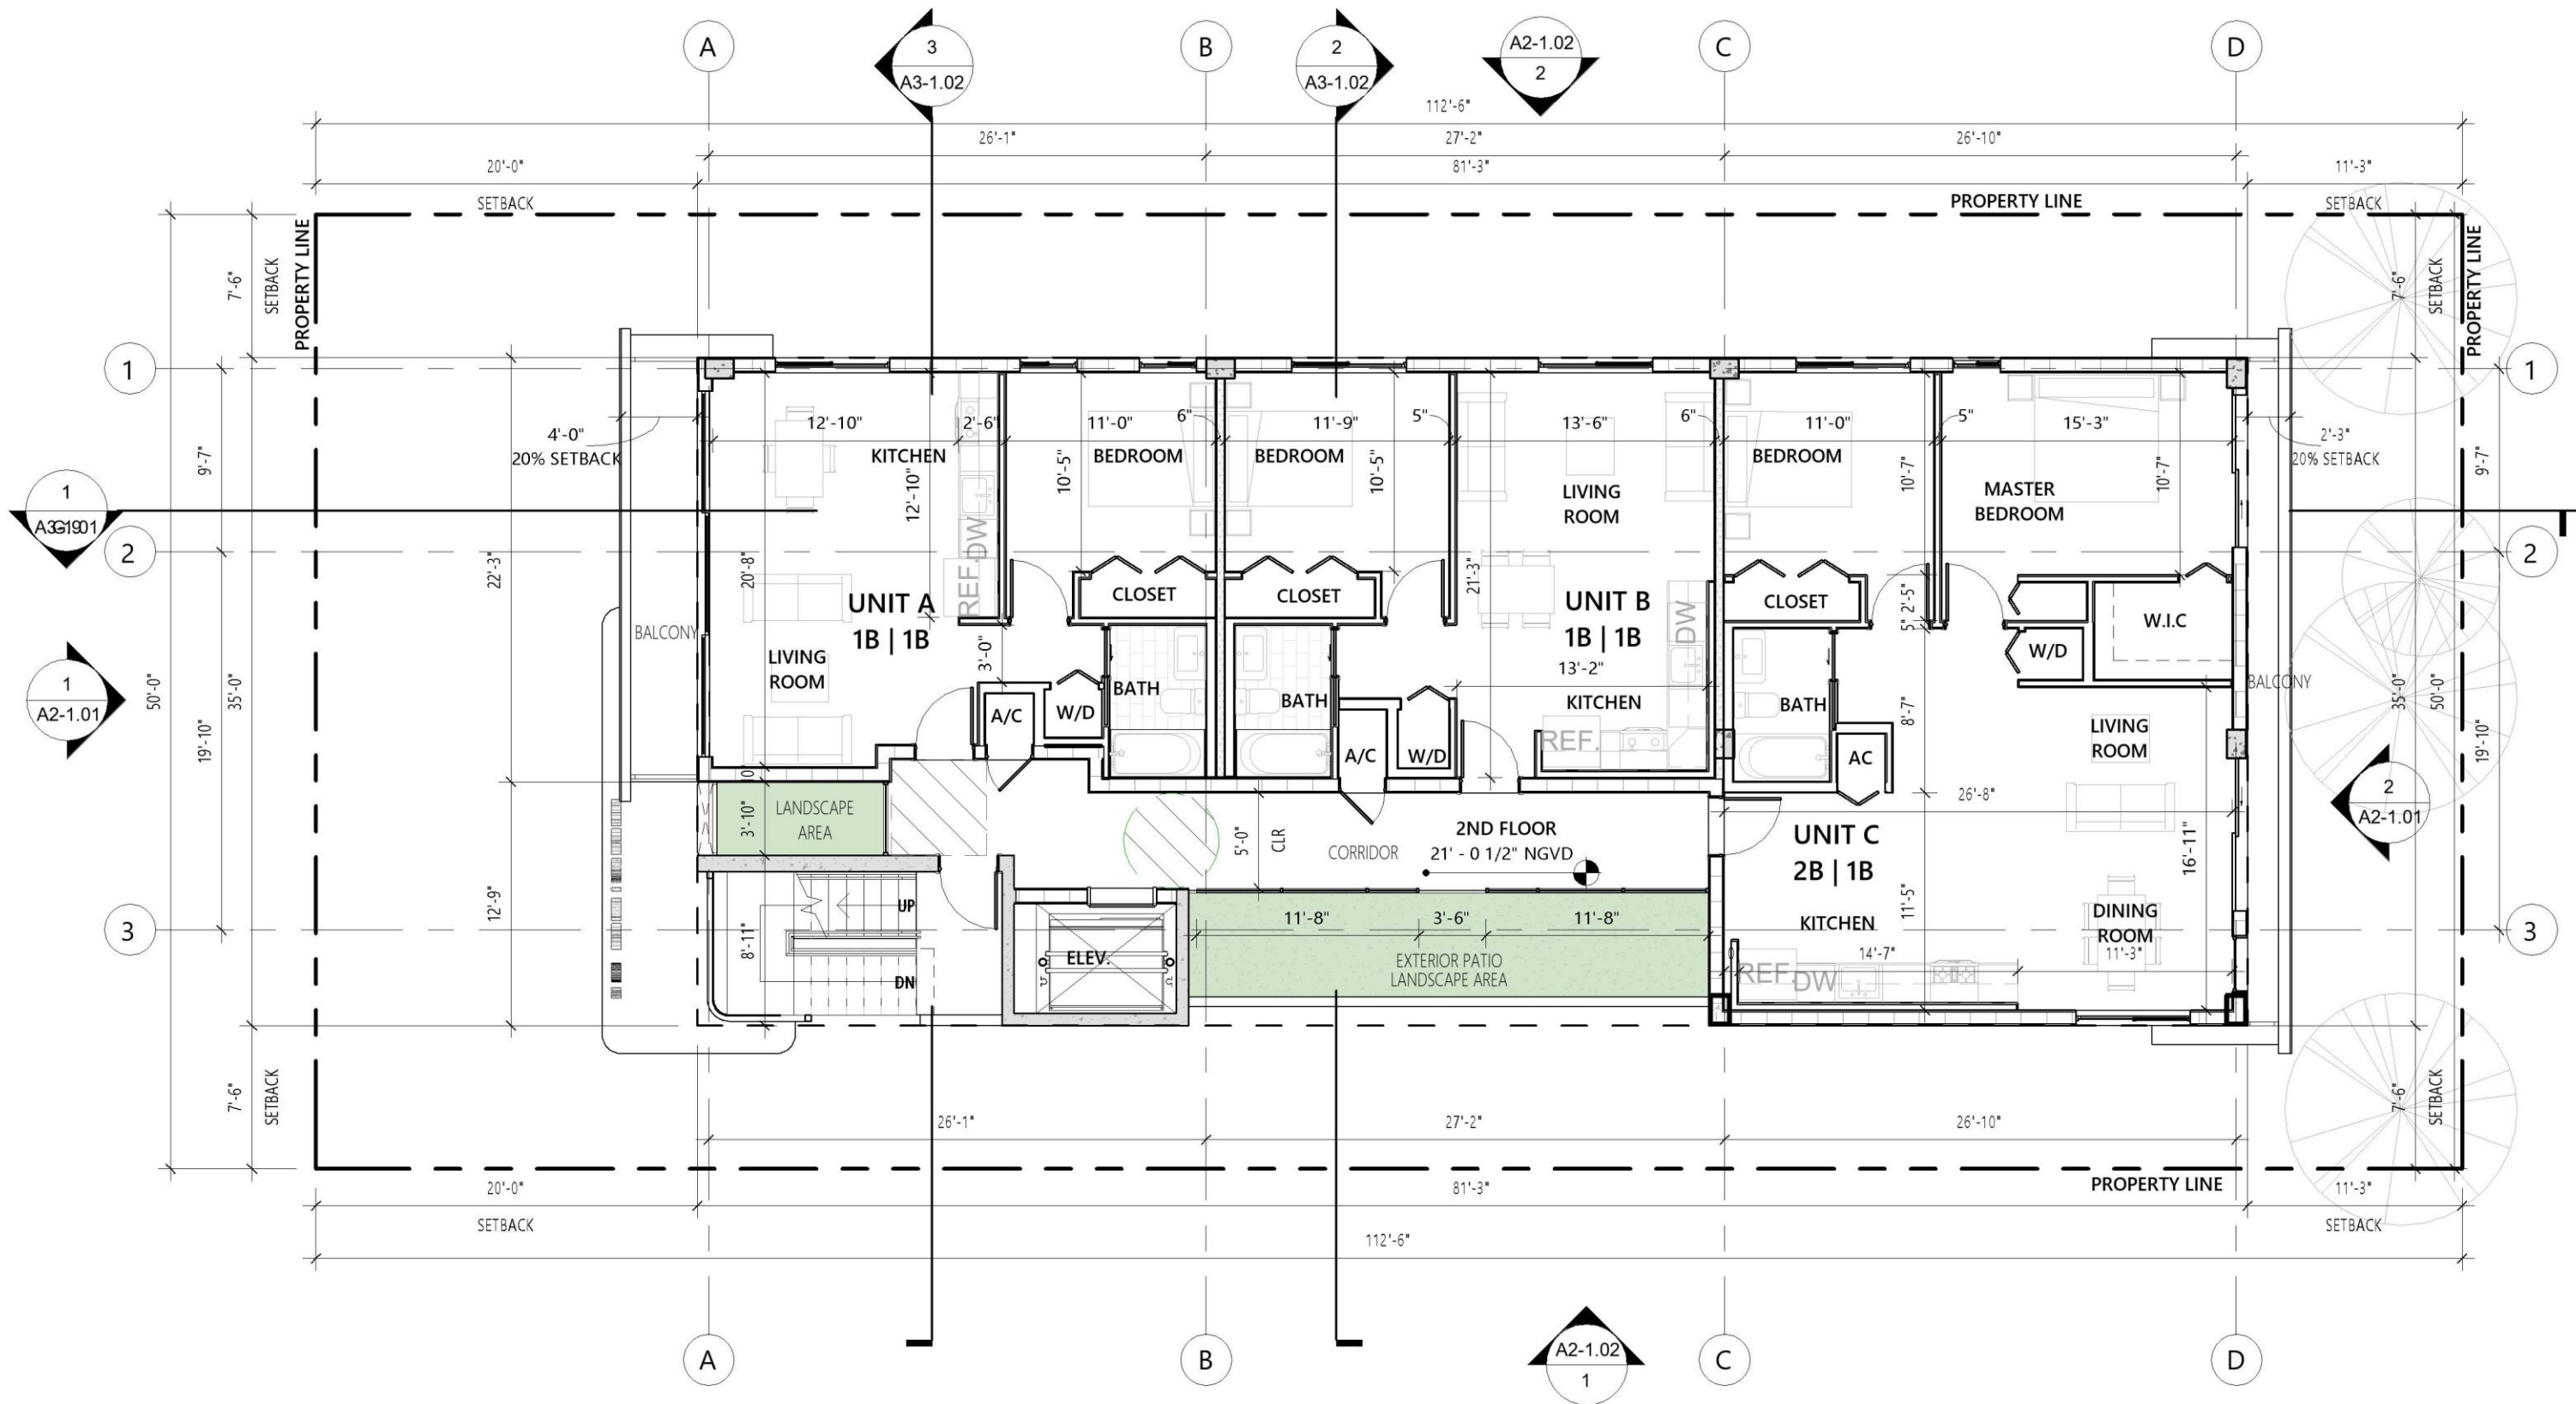 A
3
A3-1.02
B
2
A3-1.02
A2-1.02
2
C
D
112'-6"
26'-1"
27'-2"
26'-10"
20'-0"
81'-3"
11'-3"
SETBACK
PROPERTY LINE
SETBACK
PROPERTY LINE
7'-6"
SETBACK
7'-6"
SETBACK
PROPERTY LINE
1
1
4'-0"
20% SETBACK
12'-10"
2'-6"
11'-0"
6"
11'-9"
5"
13'-6"
6"
11'-0"
5"
15'-3"
2'-3"
20% SETBACK
9'-7"
KITCHEN
12'-10"
10'-5"
BEDROOM
BEDROOM
10'-5"
LIVING
ROOM
BEDROOM
10'-7"
MASTER
BEDROOM
10'-7"
9'-7"
1
2
2
22'-3"
20'-8"
REF.
DW
CLOSET
CLOSET
21'-3"
CLOSET
2'-5"
5"
W.I.C
UNIT A
1B | 1B
UNIT B
1B | 1B
DW
BALCONY
LIVING
ROOM
3'-0"
13'-2"
W/D
BALCONY
1
A2-1.01
50'-0"
35'-0"
19'-10"
A/C
W/D
BATH
BATH
A/C
W/D
KITCHEN
REF.
BATH
8'-7"
AC
LIVING
ROOM
35'-0"
50'-0"
19'-10"
LANDSCAPE
AREA
3'-10"
5'-0"
CLR
CORRIDOR
2ND FLOOR
21' - 0 1/2" NGVD
26'-8"
UNIT C
2B | 1B
16'-11"
2
A2-1.01
12'-9"
3
8'-11"
UP
DN
ELEV.
11'-8"
3'-6"
11'-8"
EXTERIOR PATIO
LANDSCAPE AREA
KITCHEN
11'-5"
DINING
ROOM
14'-7"
11'-3"
REF.
DW
3
7'-6"
SETBACK
26'-1"
27'-2"
26'-10"
7'-6"
SETBACK
20'-0"
81'-3"
PROPERTY LINE
11'-3"
SETBACK
SETBACK
112'-6"
A
B
A2-1.02
1
C
D